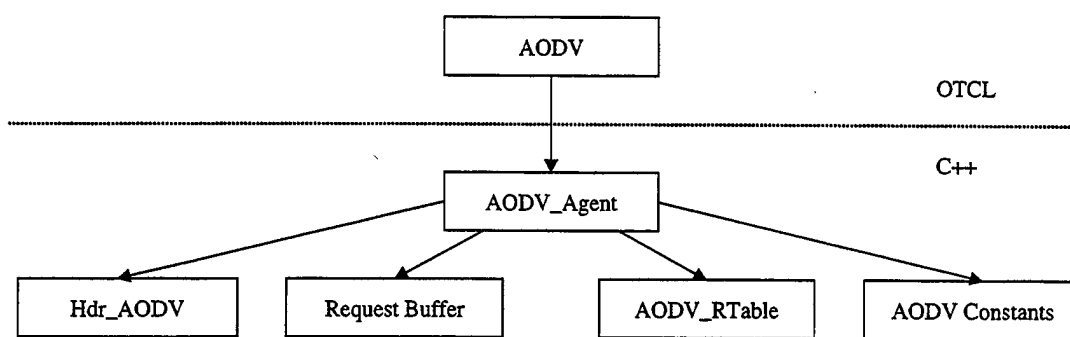 AODV
OTCL
C++
AODV_Agent
Hdr_AODV
Request Buffer
AODV_RTable
AODV Constants